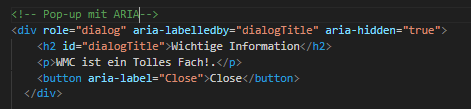 <!-- Pop-up mit ARIA-->
<div role="dialog" aria-labelledby="dialogTitle" aria-hidden="true">
<h2 id="dialogTitle">Wichtige Information</h2>
<p>WMC ist ein Tolles Fach!.</p>
<button aria-label="Close">Close</button>
</div>